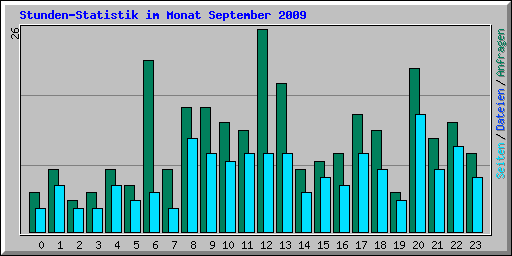 Stunden-Statistik im Monat September 2009
26
Seiten / Dateien / Anfragen
0 1 2 3 4 5 6 7 8 9 10 11 12 13 14 15 16 17 18 19 20 21 22 23